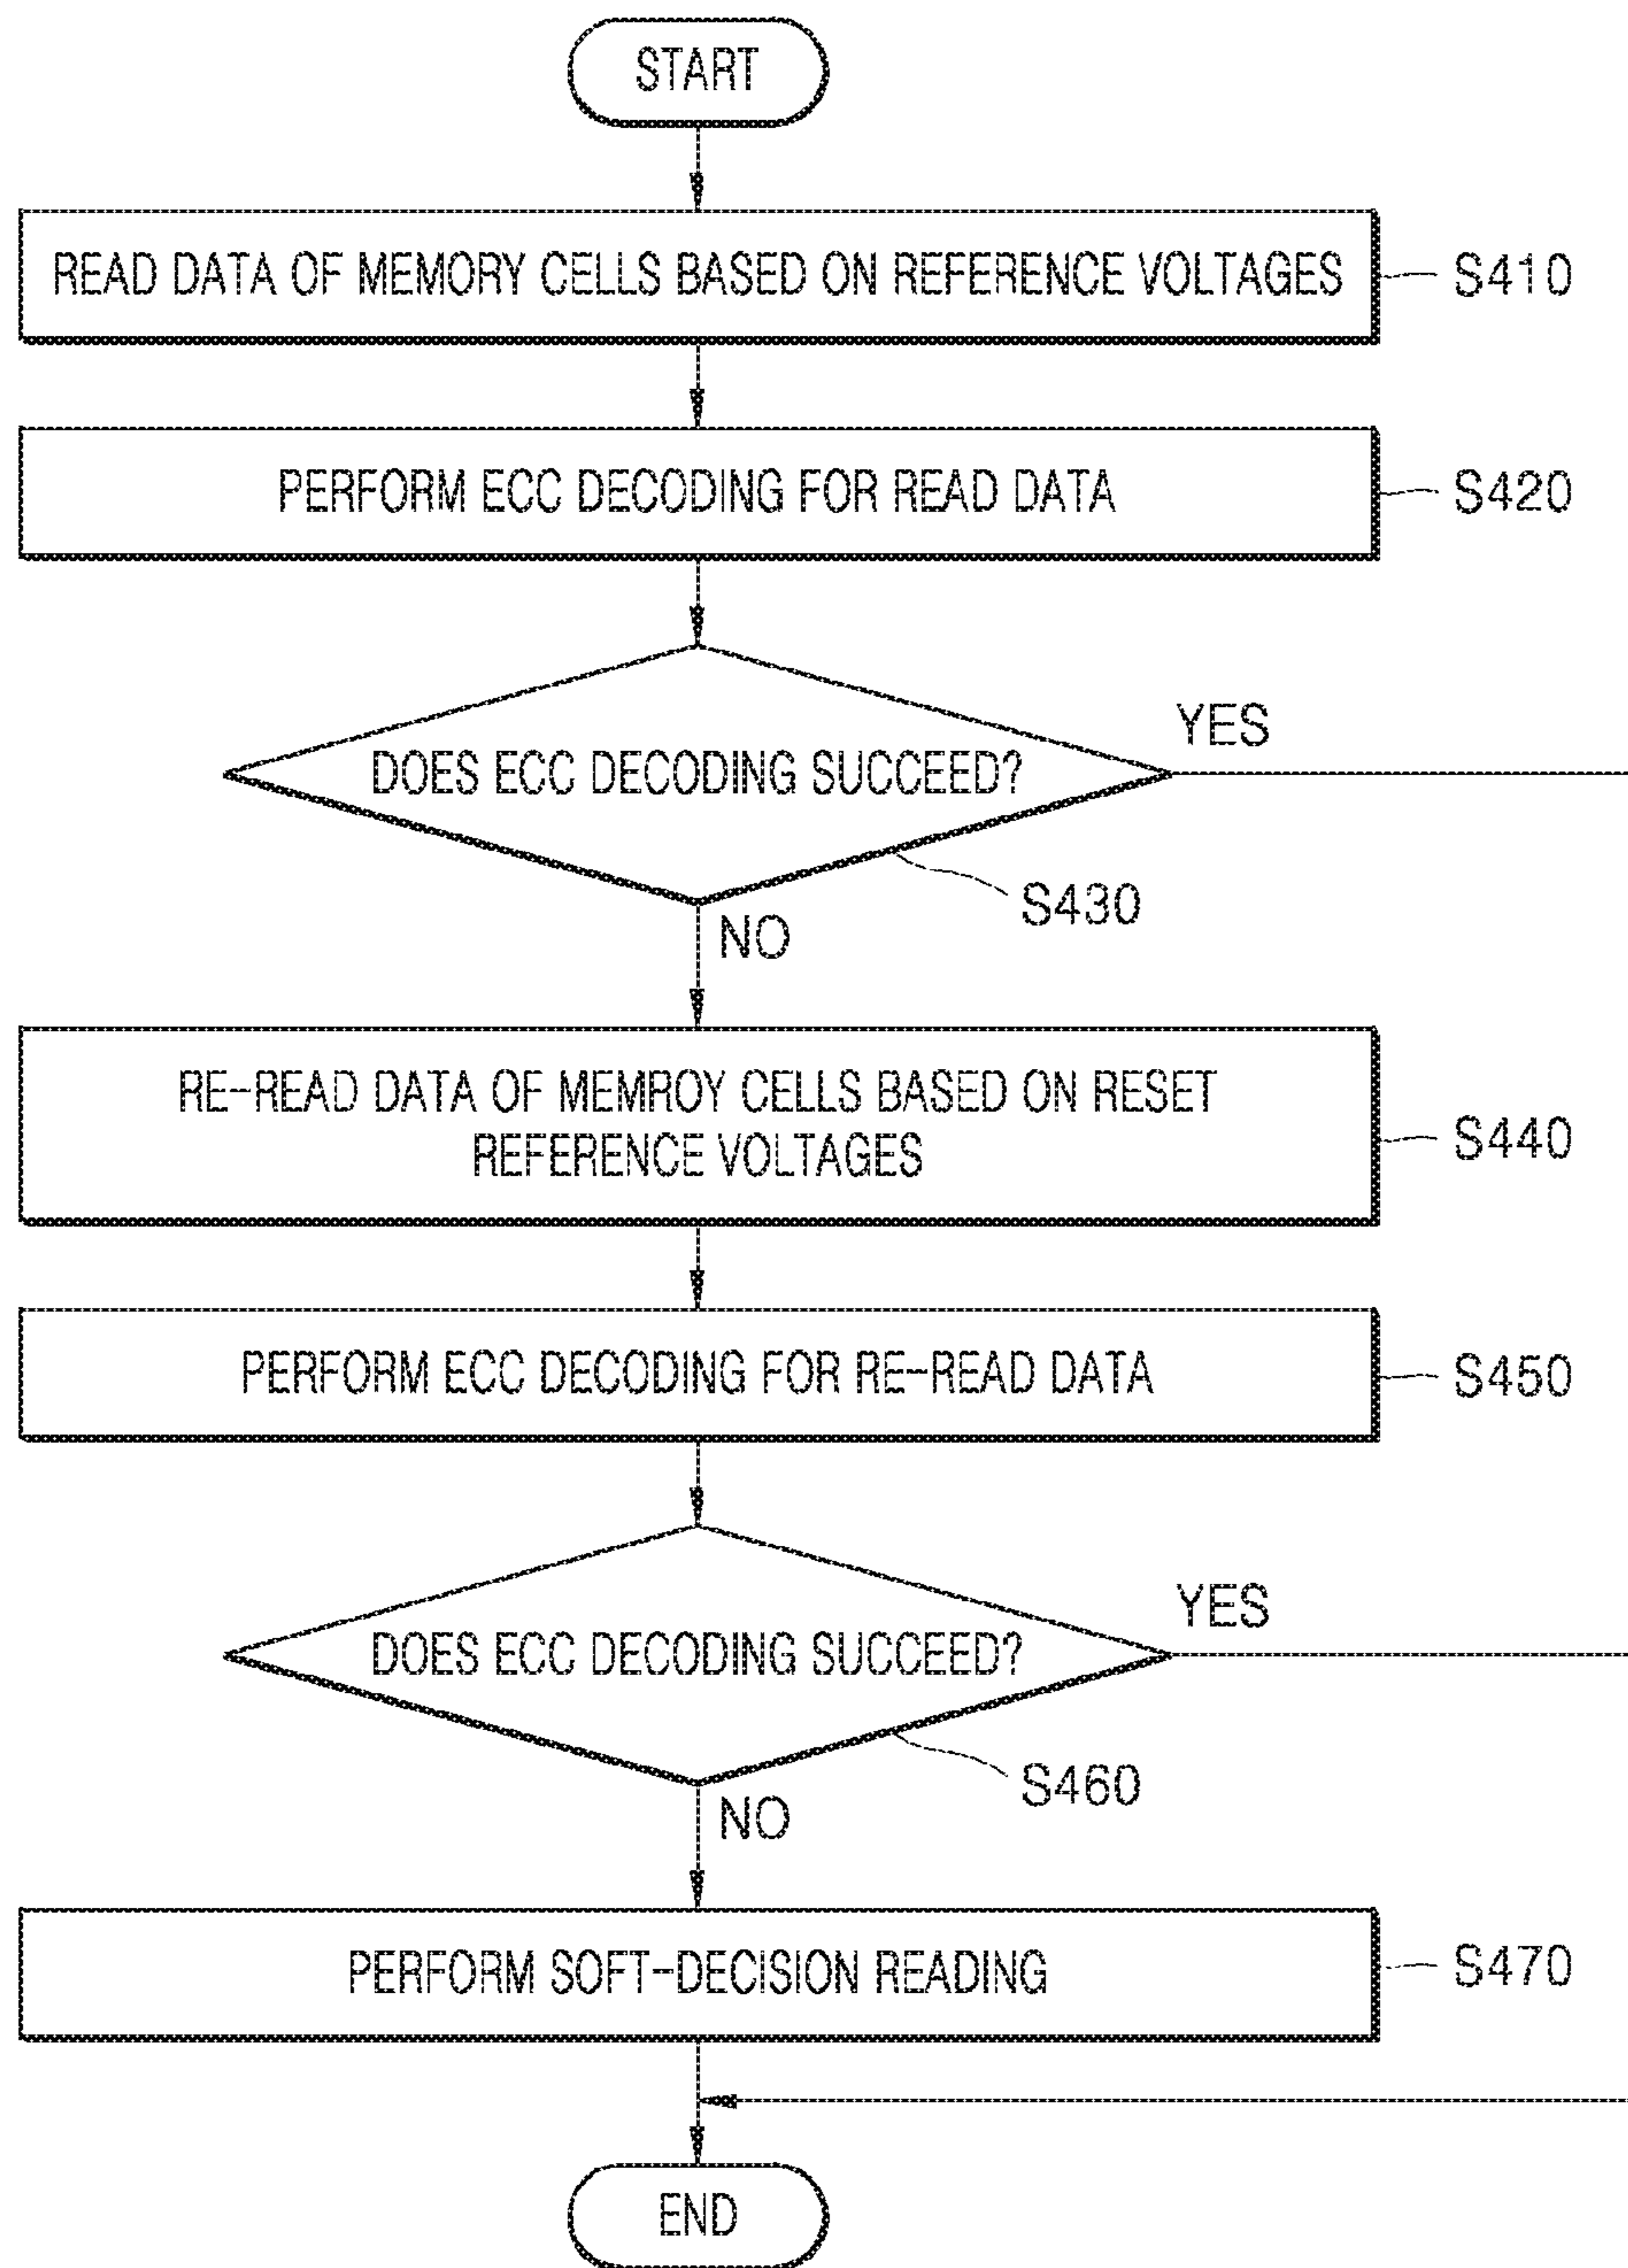 START
READ DATA OF MEMORY CELLS BASED ON REFERENCE VOLTAGES
S410
PERFORM ECC DECODING FOR READ DATA
S420
YES
DOES ECC DECODING SUCCEED?
S430
NO
RE-READ DATA OF MEMROY CELLS BASED ON RESET
REFERENCE VOLTAGES
S440
PERFORM ECC DECODING FOR RE-READ DATA
S450
YES
DOES ECC DECODING SUCCEED?
S460
NO
PERFORM SOFT-DECISION READING
S470
END